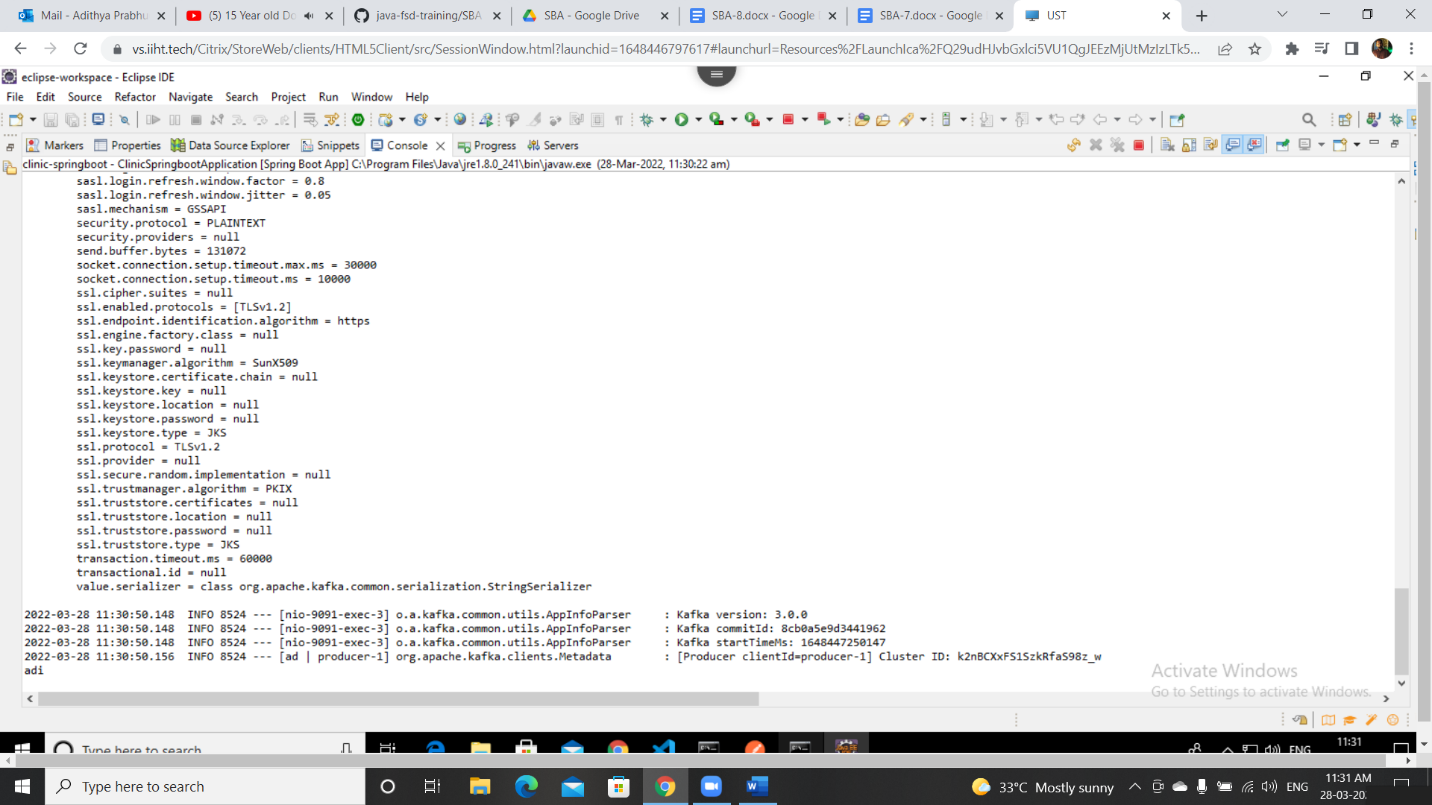 Mail - Adithya Prabhu
(5) 15 Year old Do
java-fsd-training/SBA
SBA - Google Drive
SBA-8.docx - Google
SBA-7.docx - Google
UST
vs.iiht.tech/Citrix/StoreWeb/clients/HTML5Client/src/SessionWindow.html?launchid=1648446797617#launchurl=Resources%2FLaunchIca%2FQ29udHJvbGxlci5VU1QgJEEzMjUtMzIzLTk5...
eclipse-workspace - Eclipse IDE
File Edit Source Refactor Navigate Search Project Run Window Help
Markers Properties Data Source Explorer Snippets Console Progress Servers
clinic-springboot - ClinicSpringbootApplication [Spring Boot App] C:\Program Files\Java\jre1.8.0_241\bin\javaw.exe (28-Mar-2022, 11:30:22 am)
sasl.login.refresh.window.factor = 0.8
sasl.login.refresh.window.jitter = 0.05
sasl.mechanism = GSSAPI
security.protocol = PLAINTEXT
security.providers = null
send.buffer.bytes = 131072
socket.connection.setup.timeout.max.ms = 30000
socket.connection.setup.timeout.ms = 10000
ssl.cipher.suites = null
ssl.enabled.protocols = [TLSv1.2]
ssl.endpoint.identification.algorithm = https
ssl.engine.factory.class = null
ssl.key.password = null
ssl.keymanager.algorithm = SunX509
ssl.keystore.certificate.chain = null
ssl.keystore.key = null
ssl.keystore.location = null
ssl.keystore.password = null
ssl.keystore.type = JKS
ssl.protocol = TLSv1.2
ssl.provider = null
ssl.secure.random.implementation = null
ssl.trustmanager.algorithm = PKIX
ssl.truststore.certificates = null
ssl.truststore.location = null
ssl.truststore.password = null
ssl.truststore.type = JKS
transaction.timeout.ms = 60000
transactional.id = null
value.serializer = class org.apache.kafka.common.serialization.StringSerializer
2022-03-28 11:30:50.148 INFO 8524 --- [nio-9091-exec-3] o.a.kafka.common.utils.AppInfoParser : Kafka version: 3.0.0
2022-03-28 11:30:50.148 INFO 8524 --- [nio-9091-exec-3] o.a.kafka.common.utils.AppInfoParser : Kafka commitId: 8cb0a5e9d3441962
2022-03-28 11:30:50.148 INFO 8524 --- [nio-9091-exec-3] o.a.kafka.common.utils.AppInfoParser : Kafka startTimeMs: 1648447250147
2022-03-28 11:30:50.156 INFO 8524 --- [ad | producer-1] org.apache.kafka.clients.Metadata : [Producer clientId=producer-1] Cluster ID: k2nBCXxFS1SzkRfaS98z_w
adi
Activate Windows
Go to Settings to activate Windows.
Type here to search
ENG
11:31
Type here to search
33°C Mostly sunny
ENG
11:31 AM
28-03-20